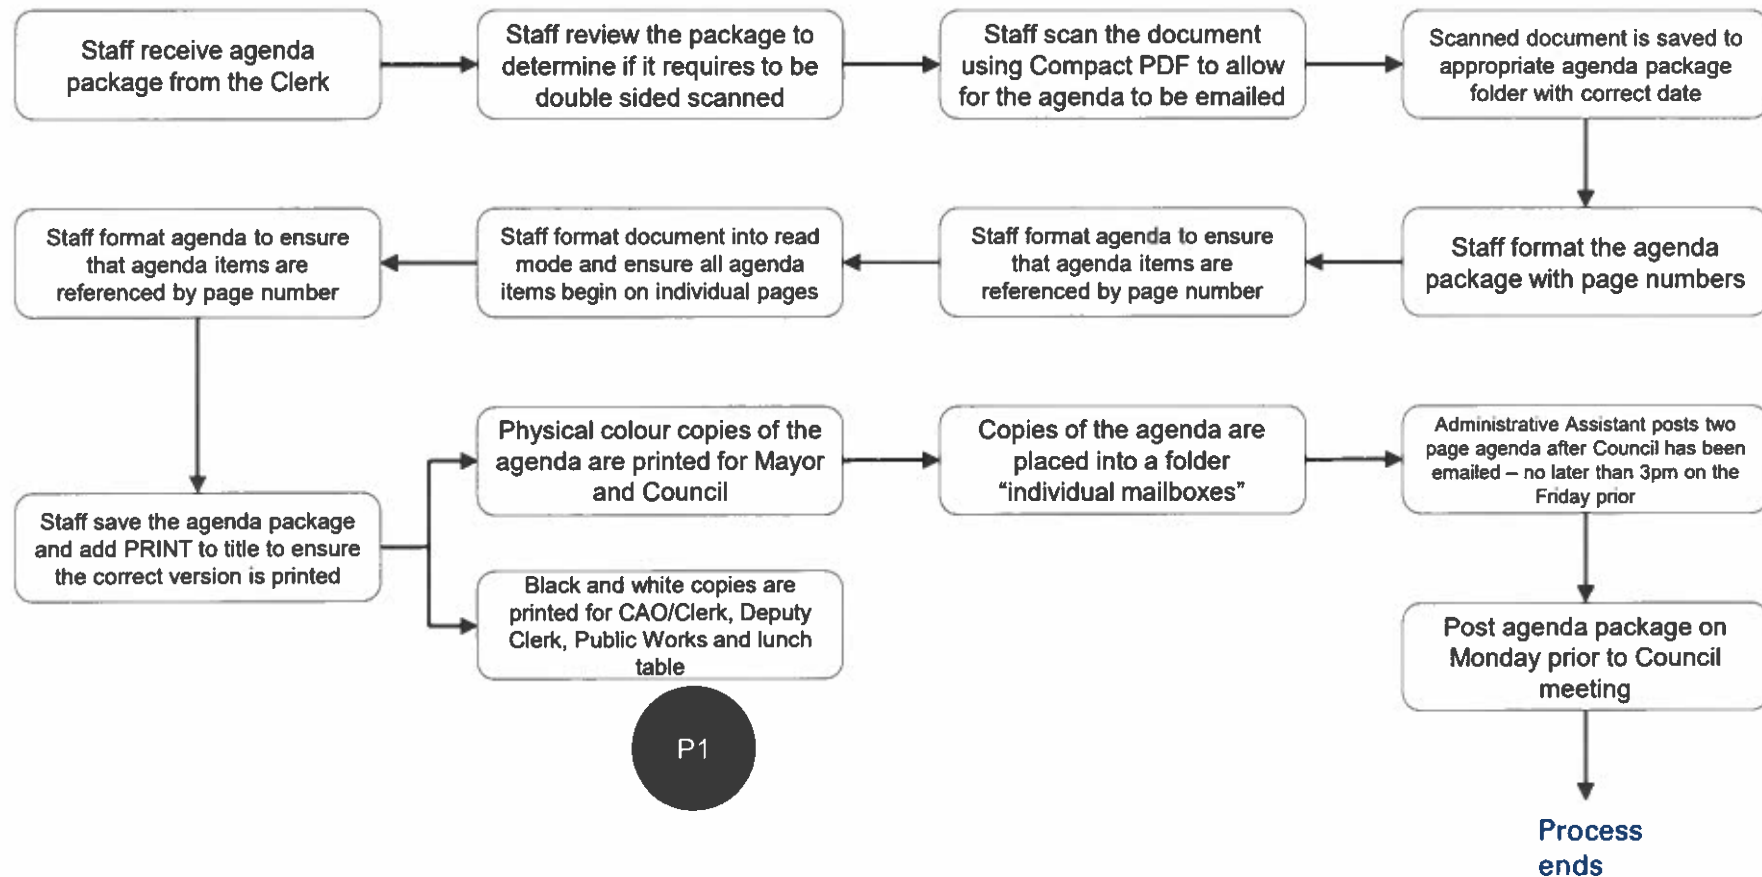 Staff receive agenda
package from the Clerk
Staff review the package to
determine if it requires to be
double sided scanned
Staff scan the document
using Compact PDF to allow
for the agenda to be emailed
Scanned document is saved to
appropriate agenda package
folder with correct date
Staff format the agenda
package with page numbers
Staff format agenda to ensure
that agenda items are
referenced by page number
Staff format document into read
mode and ensure all agenda
items begin on individual pages
Staff format agenda to ensure
that agenda items are
referenced by page number
Staff save the agenda package
and add PRINT to title to ensure
the correct version is printed
Physical colour copies of the
agenda are printed for Mayor
and Council
Copies of the agenda are
placed into a folder
“individual mailboxes”
Administrative Assistant posts two
page agenda after Council has been
emailed – no later than 3pm on the
Friday prior
Black and white copies are
printed for CAO/Clerk, Deputy
Clerk, Public Works and lunch
table
P1
Post agenda package on
Monday prior to Council
meeting
Process
ends